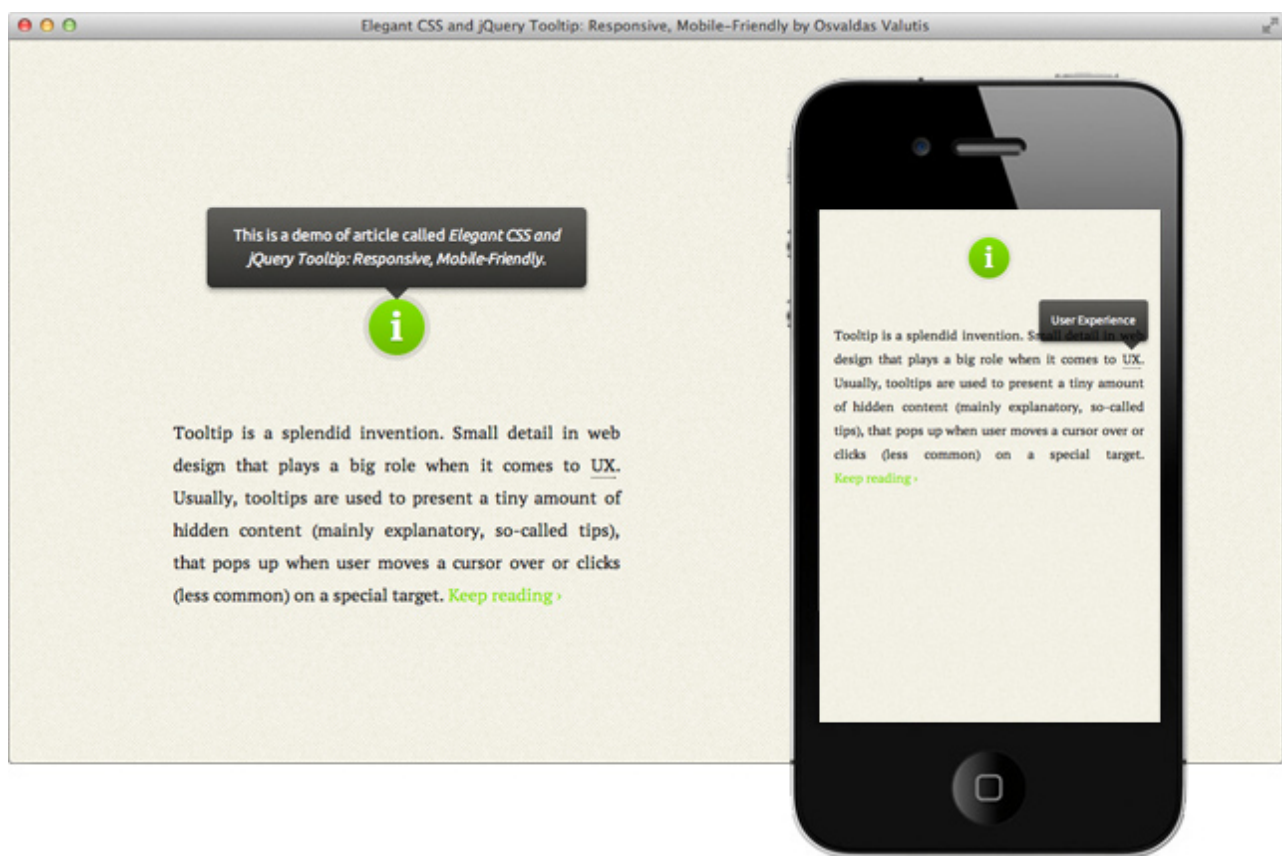 Elegant CSS and jQuery Tooltip: Responsive, Mobile-Friendly by Osvaldas Valutis
This is a demo of article called Elegant CSS and
jQuery Tooltip: Responsive, Mobile-Friendly.
i
Tooltip is a splendid invention. Small detail in web
design that plays a big role when it comes to UX.
Usually, tooltips are used to present a tiny amount of
hidden content (mainly explanatory, so-called tips),
that pops up when user moves a cursor over or clicks
(less common) on a special target. Keep reading ›
i
User Experience
Tooltip is a splendid invention. Small detail in web
design that plays a big role when it comes to UX.
Usually, tooltips are used to present a tiny amount
of hidden content (mainly explanatory, so-called
tips), that pops up when user moves a cursor over or
clicks (less common) on a special target.
Keep reading ›